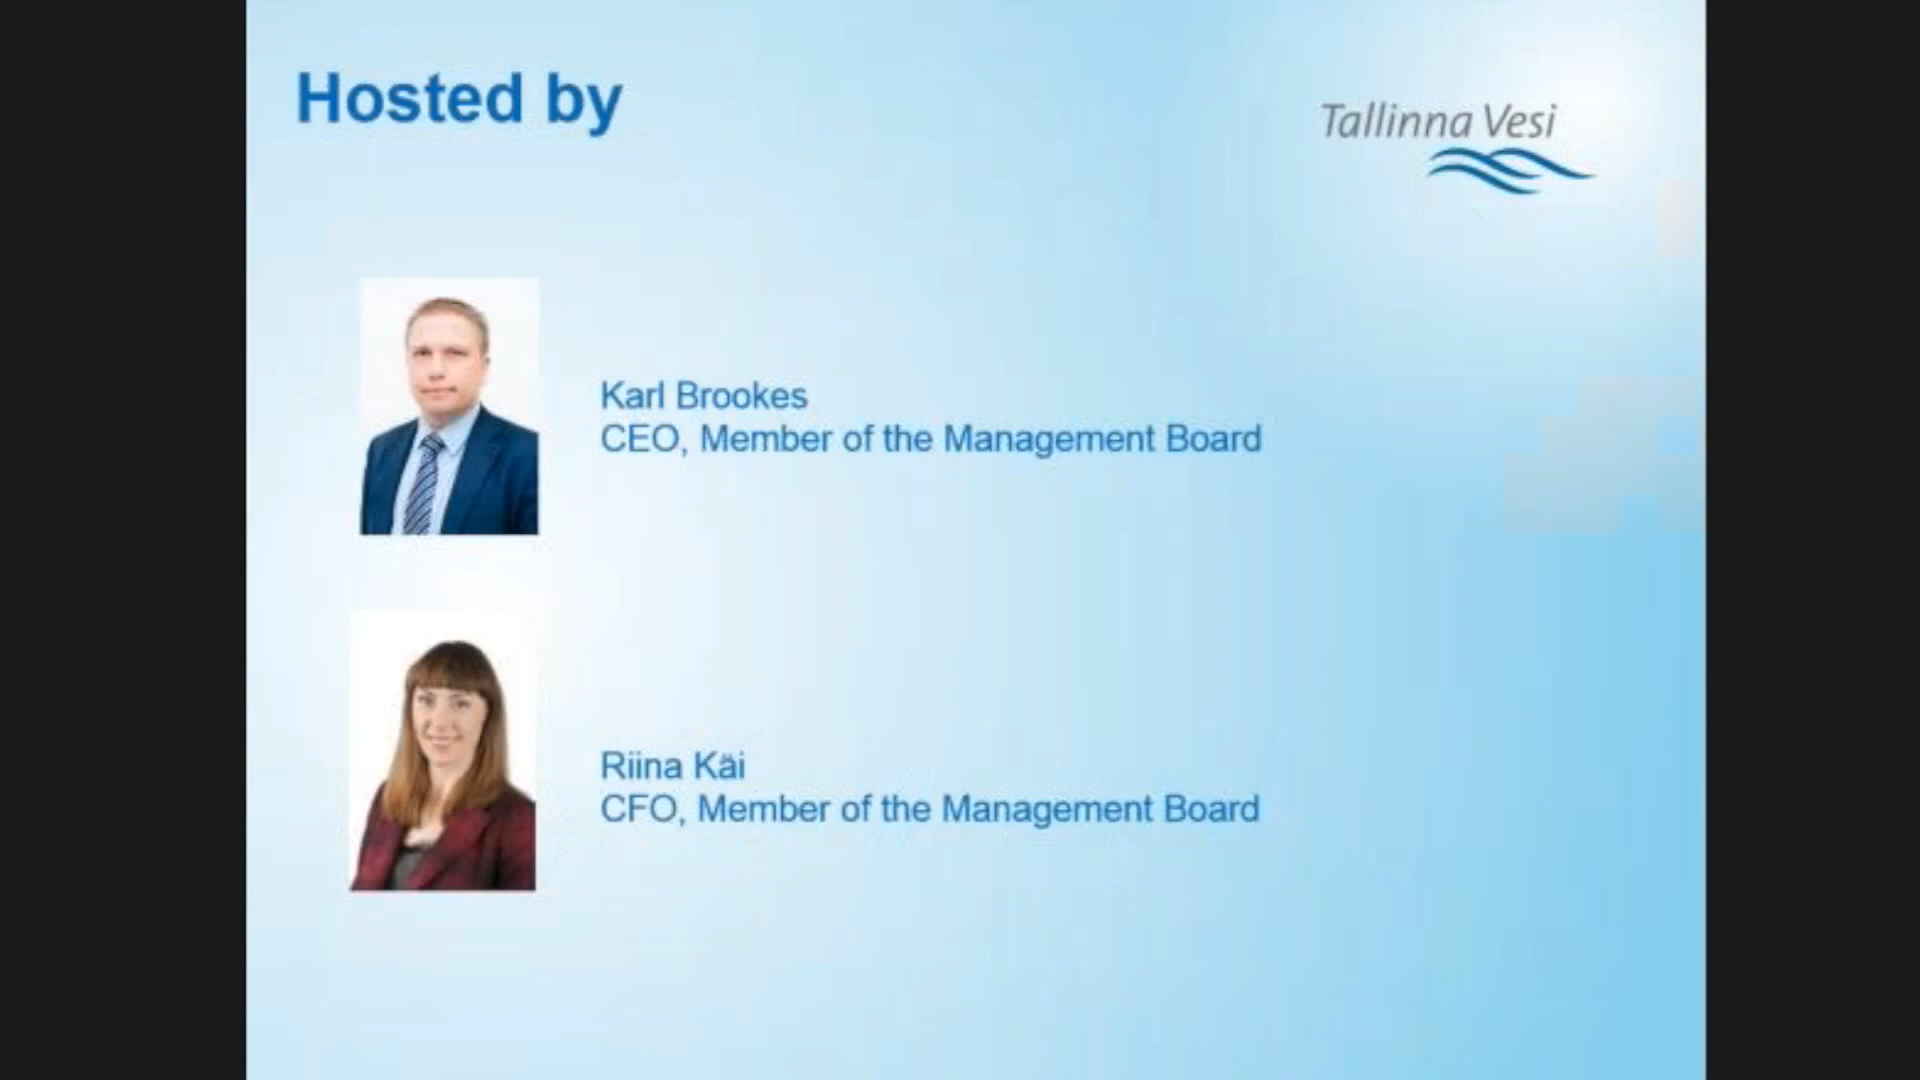 Hosted by
Tallinna Vesi
Karl Brookes
CEO, Member of the Management Board
Riina Käi
CFO, Member of the Management Board